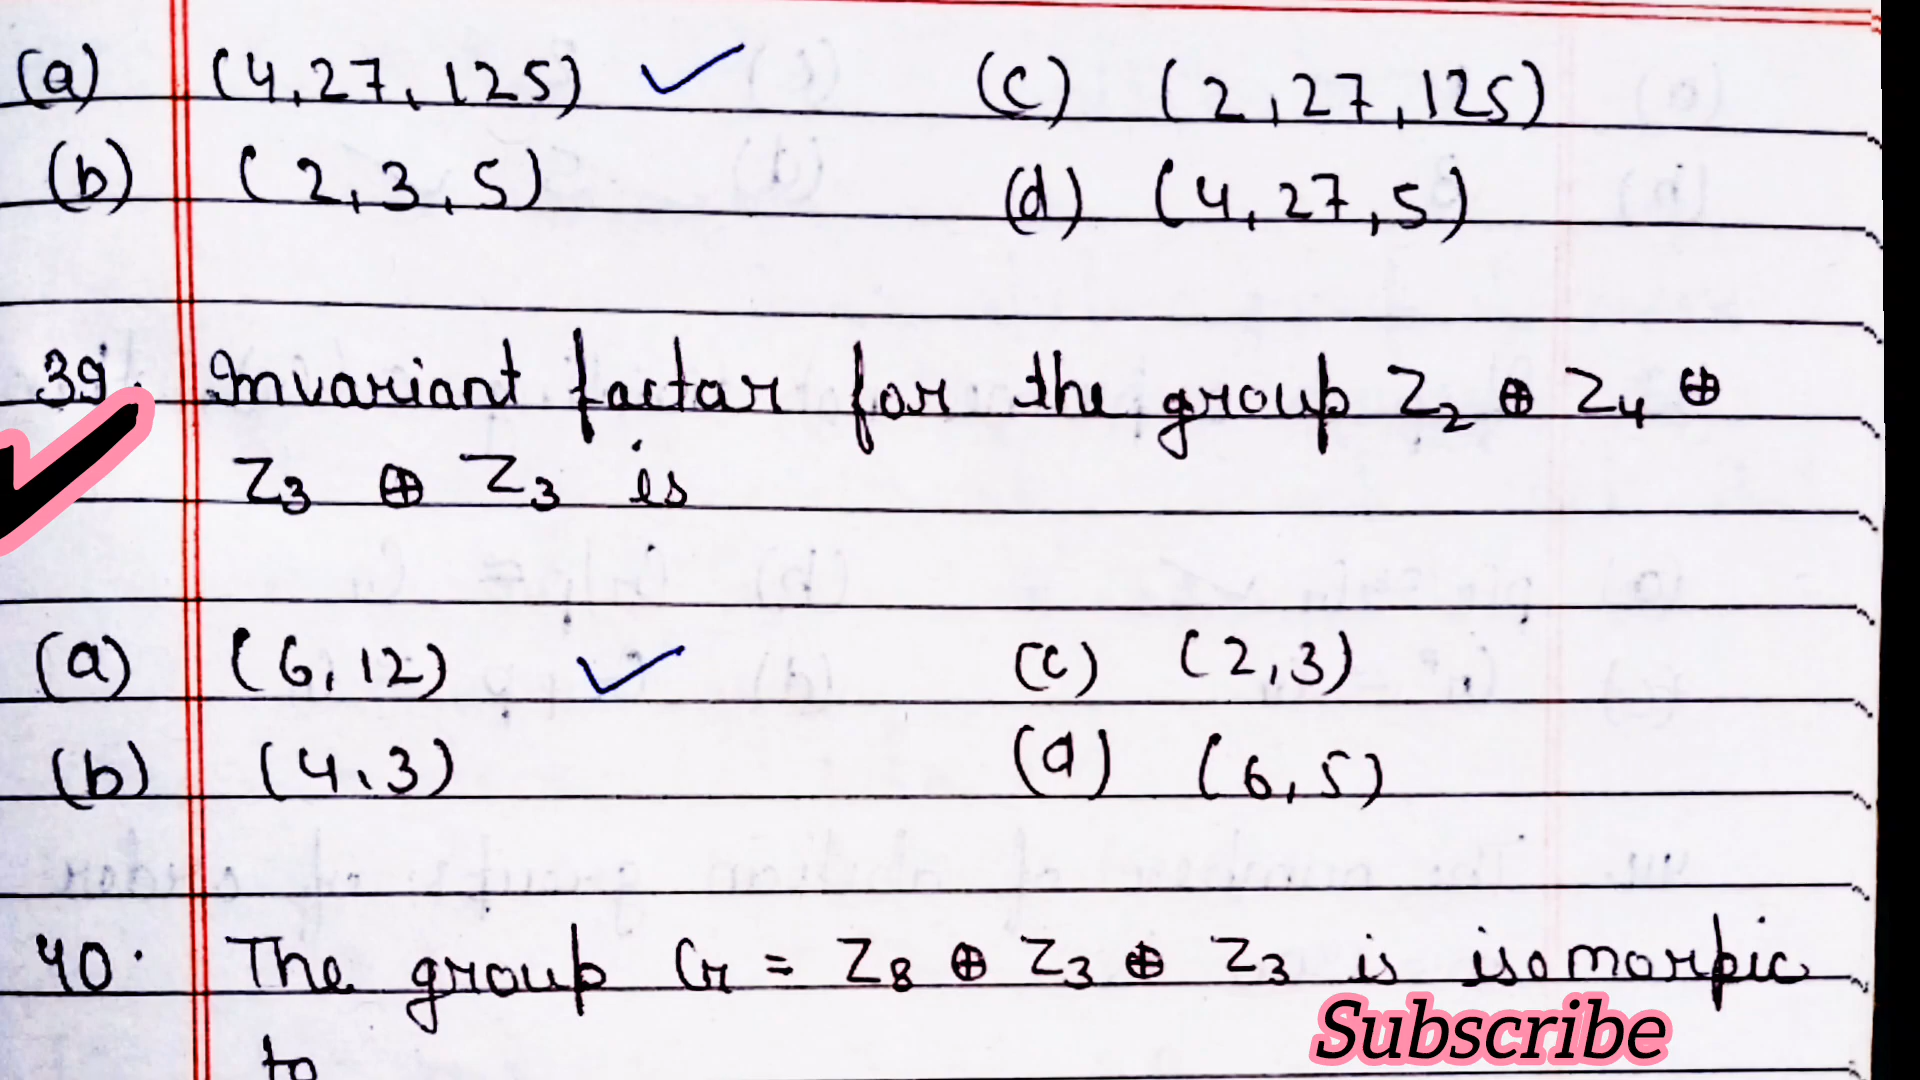 (a) (4,27,125) ✓ (c) (2,27,125)
(b) (2,3,5) (d) (4,27,5)
39. Invariant factor for the group Z₂ ⊕ Z₄ ⊕
Z₃ ⊕ Z₃ is
(a) (6,12) ✓ (c) (2,3)
(b) (4,3) (d) (6,5)
40. The group G = Z₈ ⊕ Z₃ ⊕ Z₃ is isomorpic
to
Subscribe